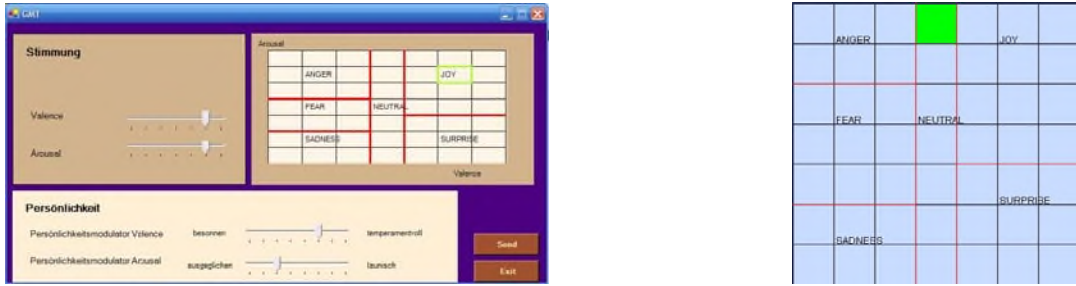 GMT
Stimmung
Valence
Arousal
Arousal
ANGER
JOY
FEAR
NEUTRAL
SADNESS
SURPRISE
Valence
Persönlichkeit
Persönlichkeitsmodulator Valence
besonnen
temperamentvoll
Persönlichkeitsmodulator Arousal
ausgeglichen
launisch
Send
Exit
ANGER
JOY
FEAR
NEUTRAL
SURPRISE
SADNESS